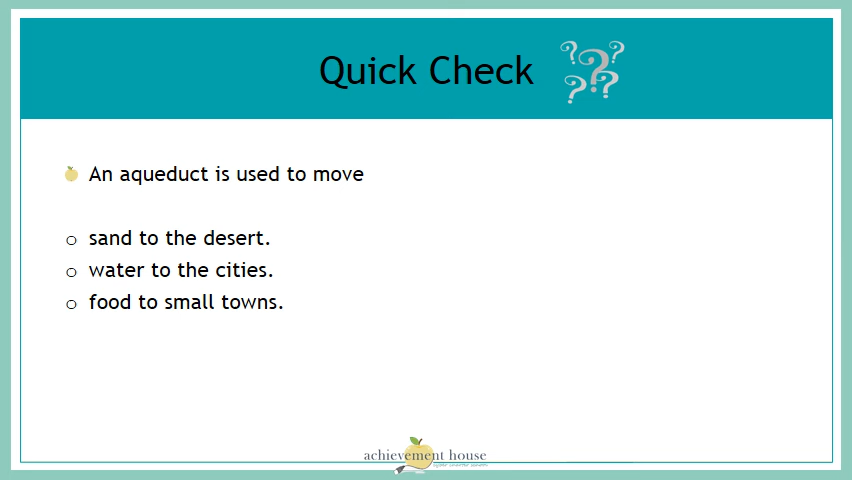 Quick Check
An aqueduct is used to move
sand to the desert.
water to the cities.
food to small towns.
achievement house